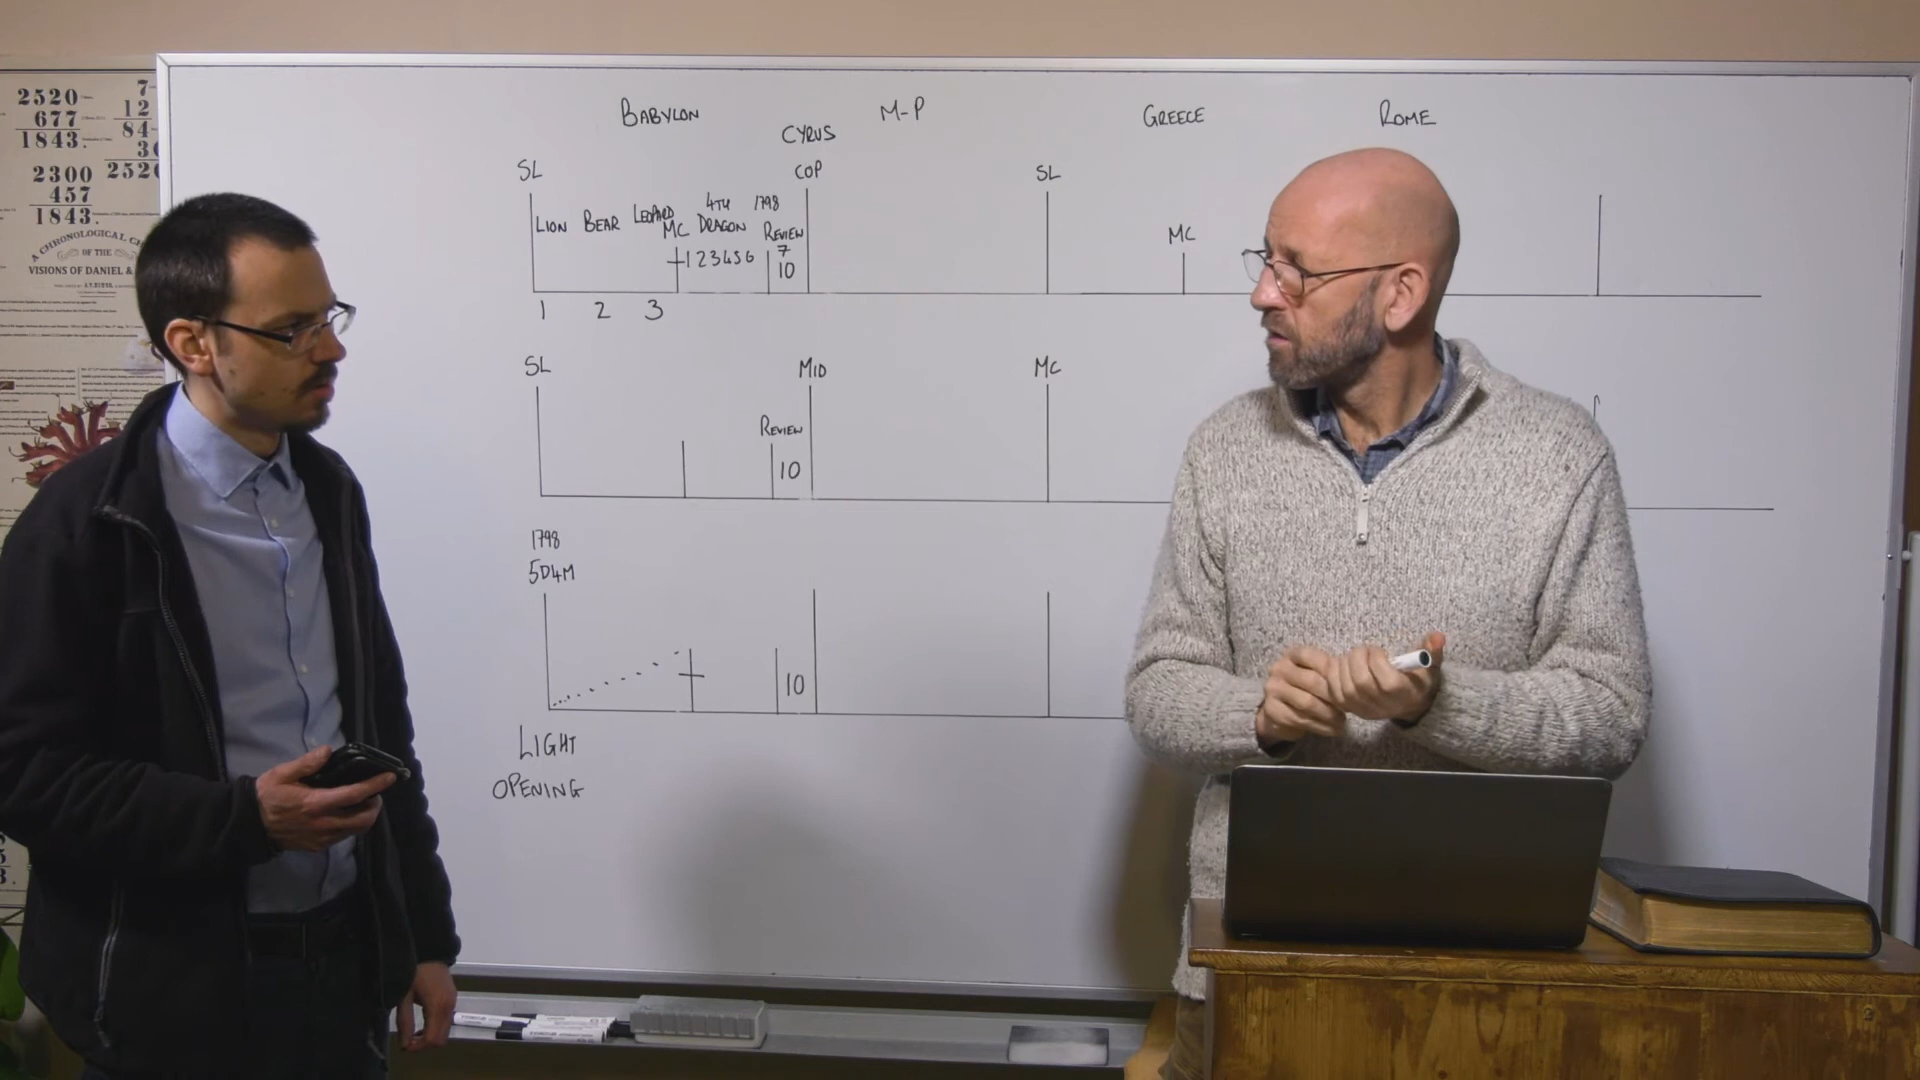 2520
677
1843.
7
12
84
2520
2300
457
1843.
A CHRONOLOGICAL
OF THE
VISIONS OF DANIEL &
BABYLON
M-P
GREECE
ROME
CYRUS
SL
COP
SL
LION BEAR LEOPARD
4TH
DRAGON
1798
REVIEW
MC
MC
1 2 3 4 5 6
7
10
1 2 3
SL
MID
MC
REVIEW
10
1798
5D4M
10
LIGHT
OPENING